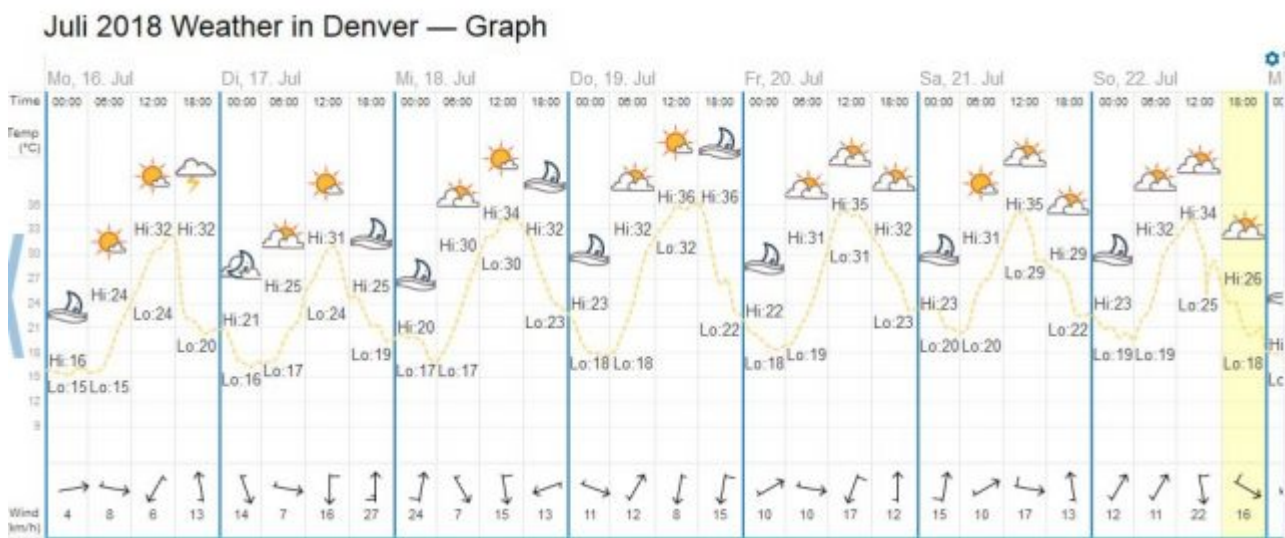 Juli 2018 Weather in Denver — Graph
Mo, 16. Jul Di, 17. Jul Mi, 18. Jul Do, 19. Jul Fr, 20. Jul Sa, 21. Jul So, 22. Jul
Time 00:00 06:00 12:00 18:00 00:00 06:00 12:00 18:00 00:00 06:00 12:00 18:00 00:00 06:00 12:00 18:00 00:00 06:00 12:00 18:00 00:00 06:00 12:00 18:00 00:00 06:00 12:00 18:00
Temp
(°C)
35
33
30
27
24
21
18
15
12
9
Hi:16 Hi:24 Hi:32 Hi:32 Hi:21 Hi:25 Hi:31 Hi:25 Hi:20 Hi:30 Hi:34 Hi:32 Hi:23 Hi:32 Hi:36 Hi:36 Hi:22 Hi:31 Hi:35 Hi:32 Hi:23 Hi:31 Hi:35 Hi:29 Hi:23 Hi:32 Hi:34 Hi:26 Hi
Lo:15 Lo:15 Lo:24 Lo:20 Lo:16 Lo:17 Lo:24 Lo:19 Lo:17 Lo:17 Lo:30 Lo:23 Lo:18 Lo:18 Lo:32 Lo:22 Lo:18 Lo:19 Lo:31 Lo:23 Lo:20 Lo:20 Lo:29 Lo:22 Lo:19 Lo:19 Lo:25 Lo:18
Wind 4 8 6 13 14 7 16 27 24 7 15 13 11 12 8 15 10 10 17 12 15 10 17 13 12 11 22 16
(km/h)